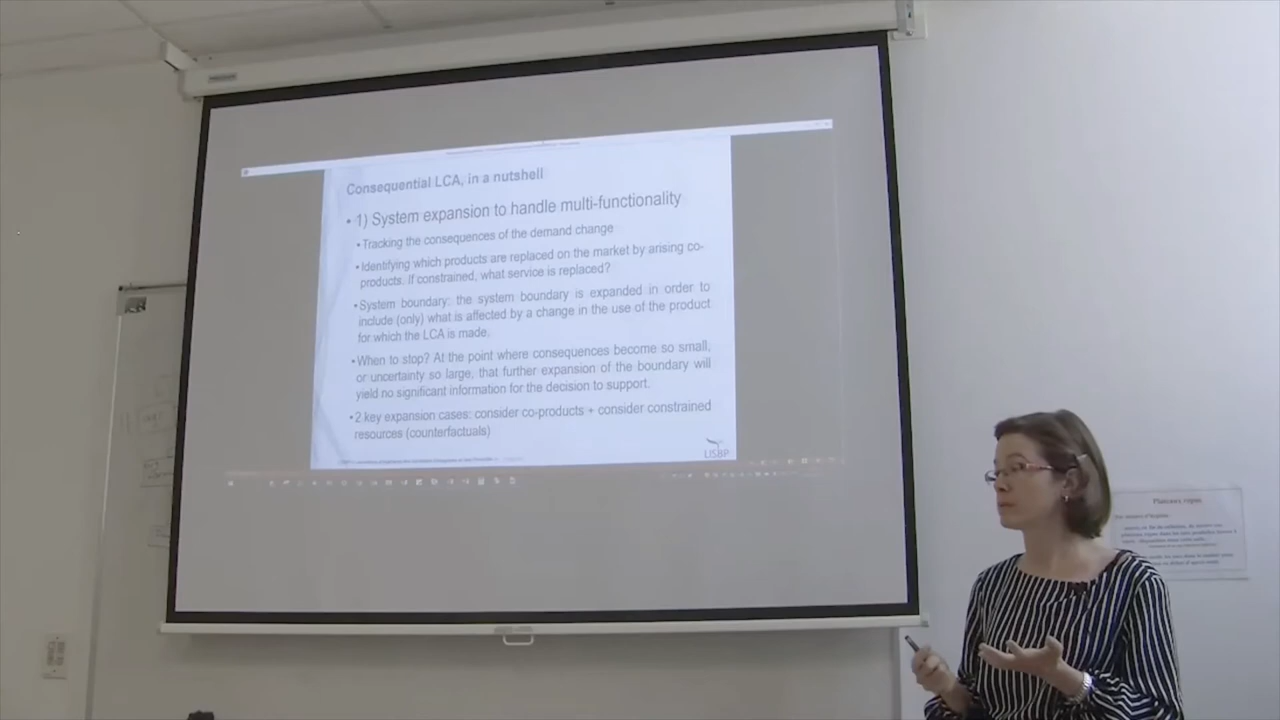 Consequential LCA, in a nutshell
• 1) System expansion to handle multi-functionality
• Tracking the consequences of the demand change
• Identifying which products are replaced on the market by arising co-
products. If constrained, what service is replaced?
• System boundary: the system boundary is expanded in order to
include (only) what is affected by a change in the use of the product
for which the LCA is made.
• When to stop? At the point where consequences become so small,
or uncertainty so large, that further expansion of the boundary will
yield no significant information for the decision to support.
• 2 key expansion cases: consider co-products + consider constrained
resources (counterfactuals)
LISBP
Plateaux repas